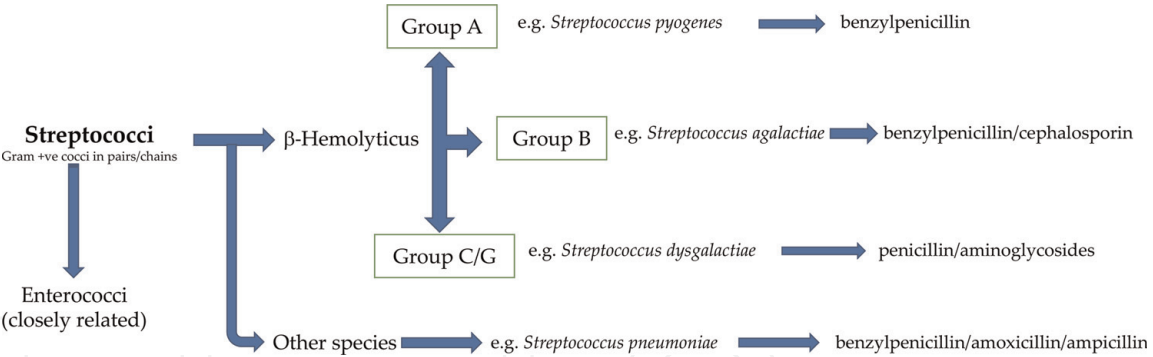 Group A
e.g. Streptococcus pyogenes
benzylpenicillin
Streptococci
Gram +ve cocci in pairs/chains
β-Hemolyticus
Group B
e.g. Streptococcus agalactiae
benzylpenicillin/cephalosporin
Group C/G
e.g. Streptococcus dysgalactiae
penicillin/aminoglycosides
Enterococci
(closely related)
Other species
e.g. Streptococcus pneumoniae
benzylpenicillin/amoxicillin/ampicillin